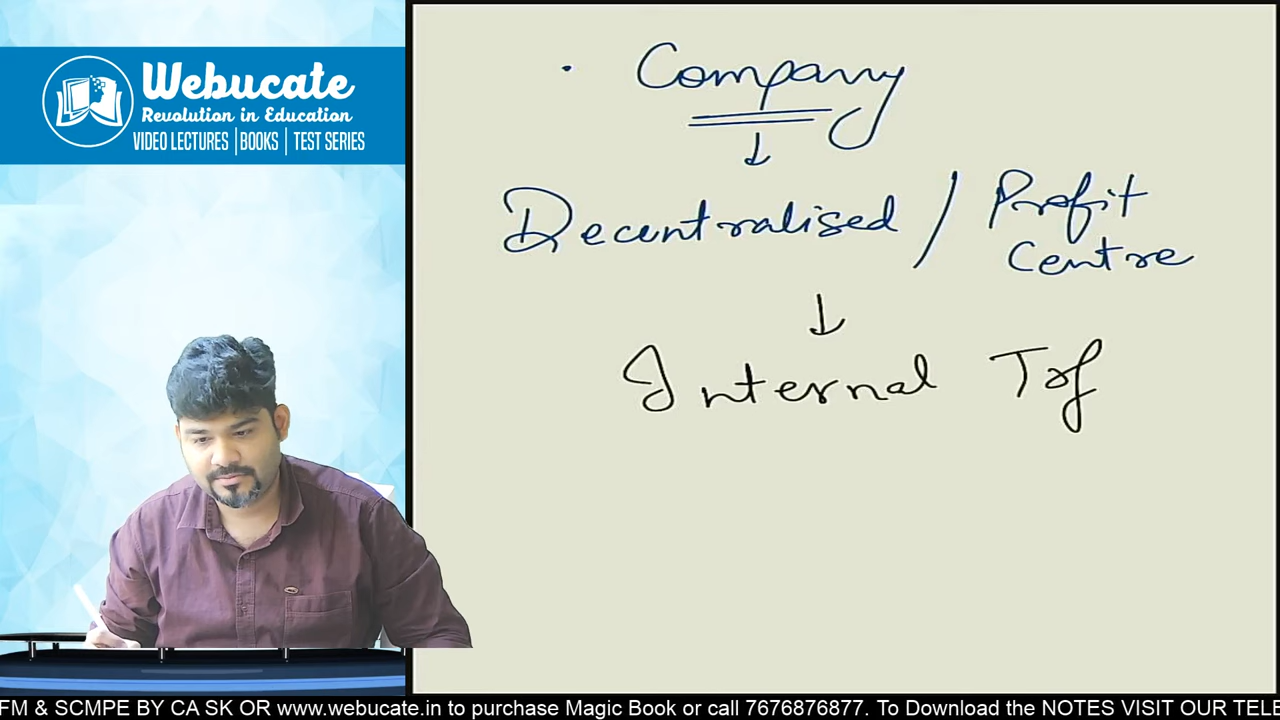 Webucate
Revolution in Education
VIDEO LECTURES | BOOKS | TEST SERIES
Company
↓
Decentralised / Profit Centre
↓
Internal Trf
FM & SCMPE BY CA SK OR www.webucate.in to purchase Magic Book or call 7676876877. To Download the NOTES VISIT OUR TELE